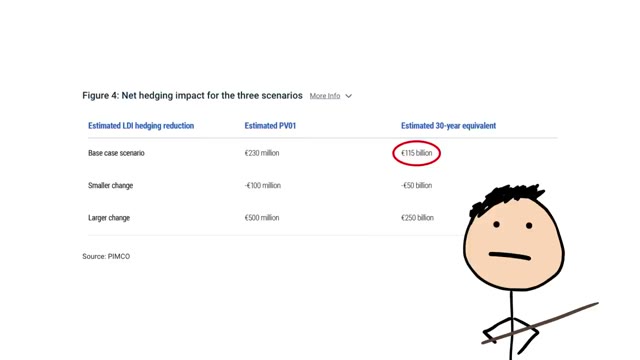 Figure 4: Net hedging impact for the three scenarios More Info
Estimated LDI hedging reduction Estimated PV01 Estimated 30-year equivalent
Base case scenario €230 million €115 billion
Smaller change -€100 million -€50 billion
Larger change €500 million €250 billion
Source: PIMCO